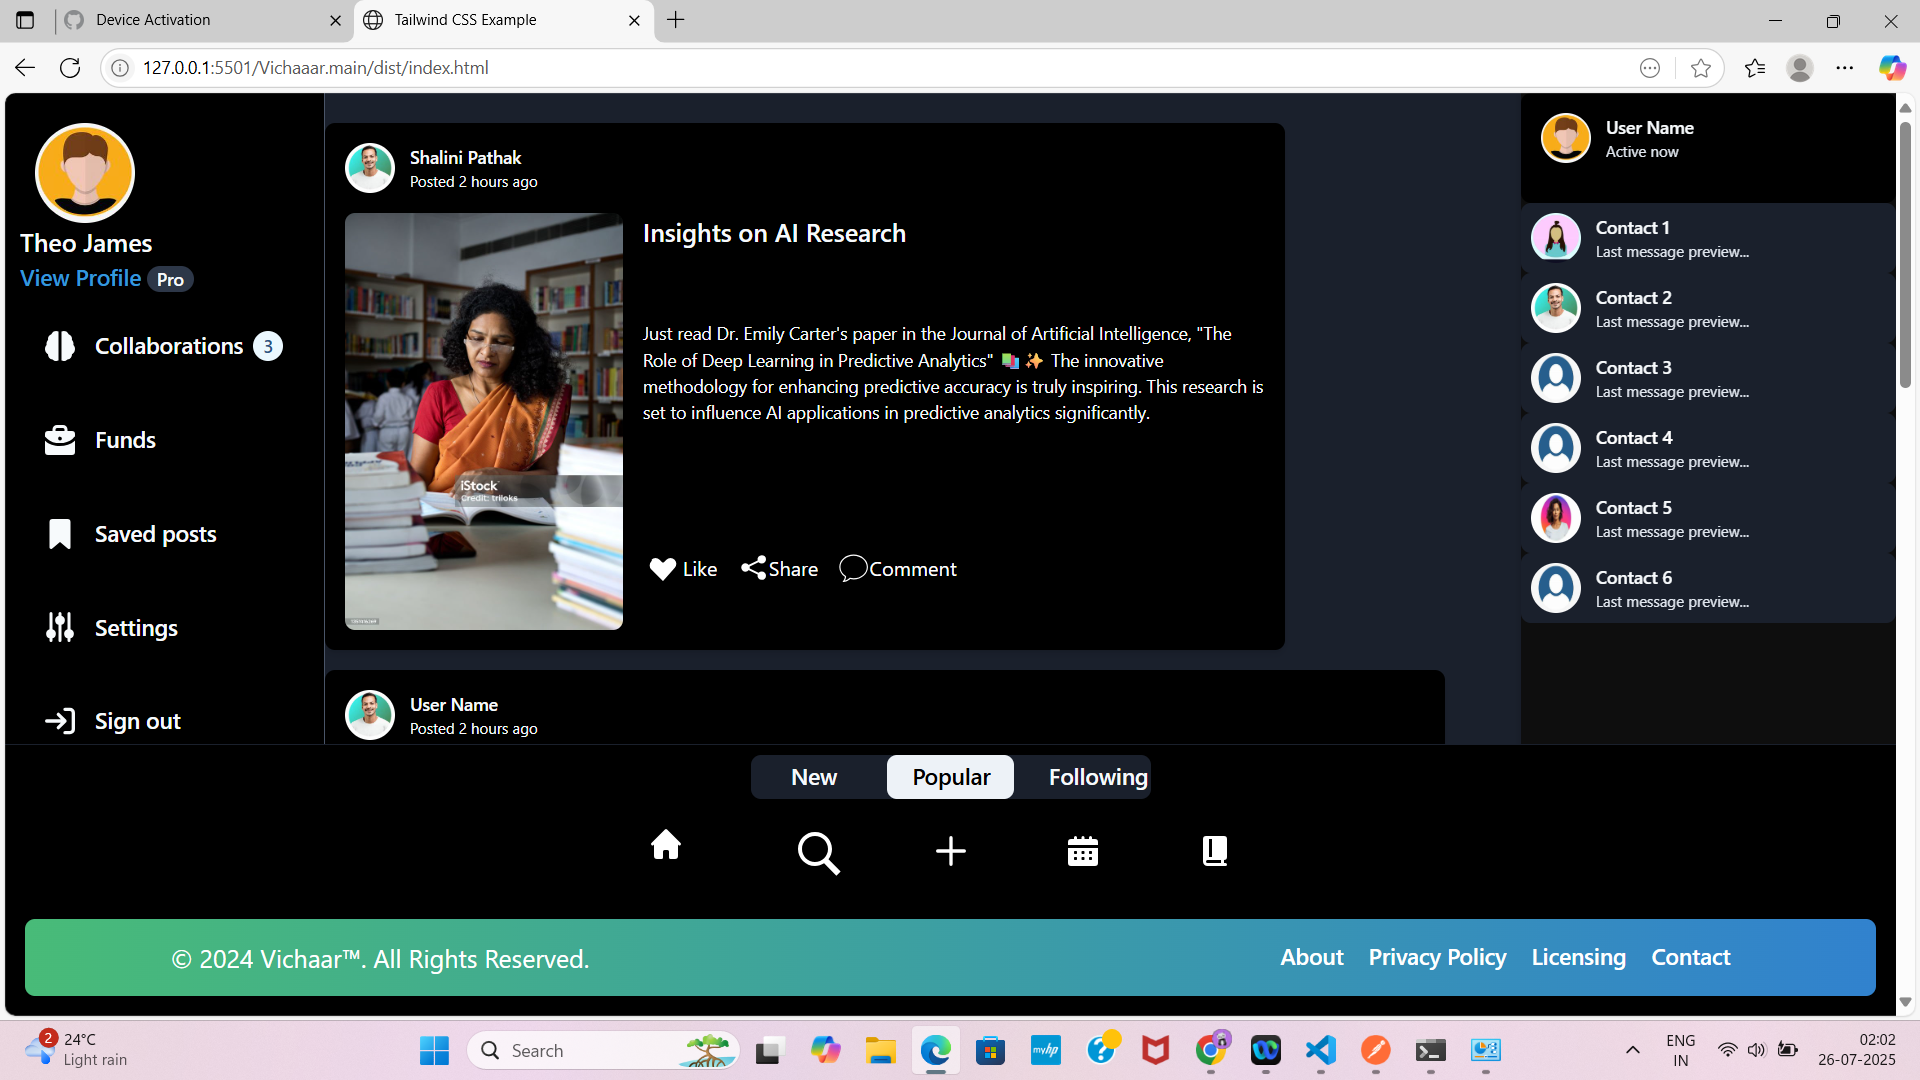 Device Activation
Tailwind CSS Example
127.0.0.1:5501/Vichaaar.main/dist/index.html
Theo James
View Profile Pro
Collaborations 3
Funds
Saved posts
Settings
Sign out
Shalini Pathak
Posted 2 hours ago
iStock
Credit: triloks
Insights on AI Research
Just read Dr. Emily Carter's paper in the Journal of Artificial Intelligence, "The
Role of Deep Learning in Predictive Analytics" 📚 ✨ The innovative
methodology for enhancing predictive accuracy is truly inspiring. This research is
set to influence AI applications in predictive analytics significantly.
Like Share Comment
User Name
Posted 2 hours ago
User Name
Active now
Contact 1
Last message preview...
Contact 2
Last message preview...
Contact 3
Last message preview...
Contact 4
Last message preview...
Contact 5
Last message preview...
Contact 6
Last message preview...
New Popular Following
© 2024 Vichaar™. All Rights Reserved.
About Privacy Policy Licensing Contact
2
24°C
Light rain
Search
myhp
ENG
IN
02:02
26-07-2025